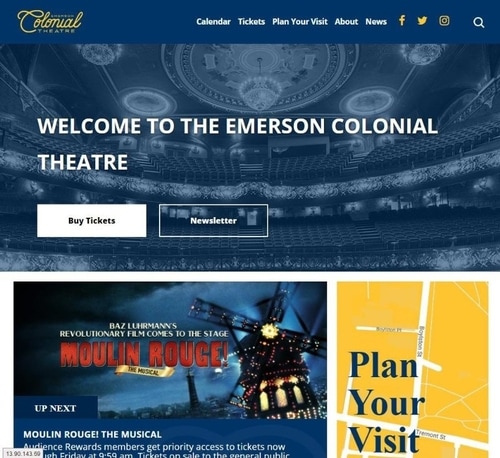 EMERSON
Colonial
THEATRE
Calendar Tickets Plan Your Visit About News
WELCOME TO THE EMERSON COLONIAL
THEATRE
Buy Tickets
Newsletter
BAZ LUHRMANN'S
REVOLUTIONARY FILM COMES TO THE STAGE
MOULIN ROUGE!
THE MUSICAL
UP NEXT
MOULIN ROUGE! THE MUSICAL
Audience Rewards members get priority access to tickets now
through Friday at 9:59 am. Tickets on sale to the general public
13.90.143.69
Boylston Pl
Boylston St
Plan
Your
Tremont St
Visit